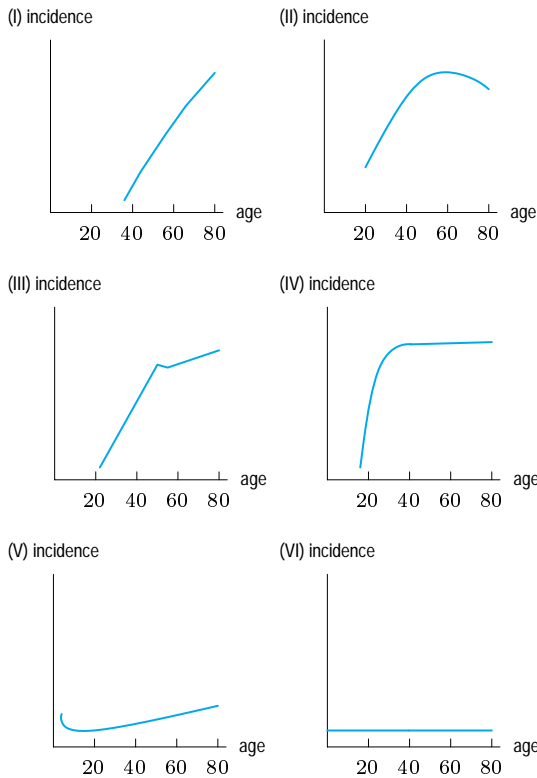 (I) incidence
(II) incidence
age
20 40 60 80
age
20 40 60 80
(III) incidence
(IV) incidence
age
20 40 60 80
age
20 40 60 80
(V) incidence
(VI) incidence
age
20 40 60 80
age
20 40 60 80